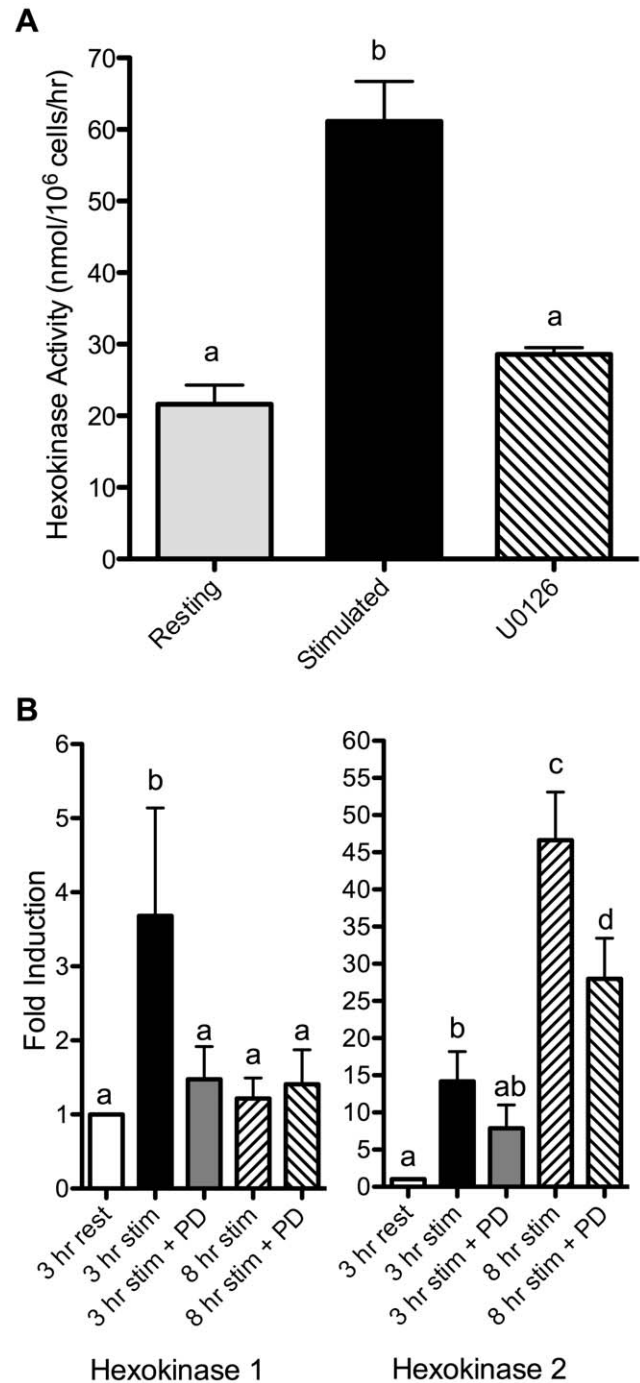 A
Hexokinase Activity (nmol/10⁶ cells/hr)
70
60
50
40
30
20
10
0
a
b
a
Resting
Stimulated
U0126
B
Fold Induction
6
5
4
3
2
1
0
a
b
a
a
a
3 hr rest
3 hr stim
3 hr stim + PD
8 hr stim
8 hr stim + PD
Hexokinase 1
60
55
50
45
40
35
30
25
20
15
10
5
0
a
b
ab
c
d
3 hr rest
3 hr stim
3 hr stim + PD
8 hr stim
8 hr stim + PD
Hexokinase 2